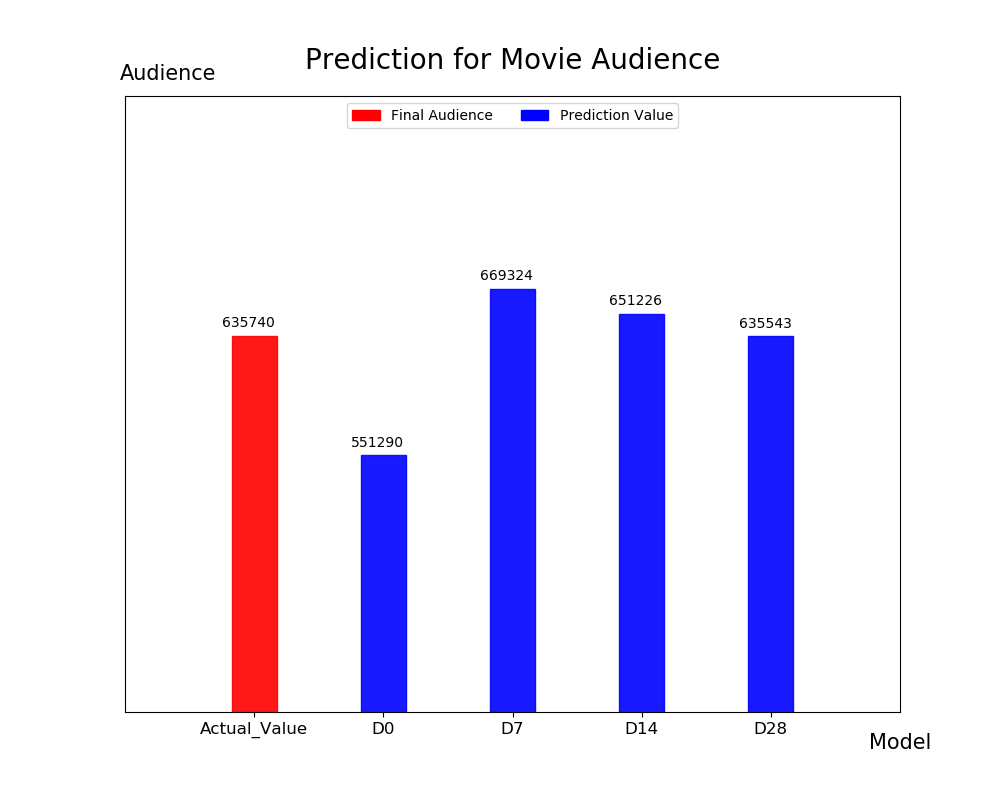 Prediction for Movie Audience
Audience
Final Audience Prediction Value
669324
651226
635740
635543
551290
Actual_Value D0 D7 D14 D28
Model